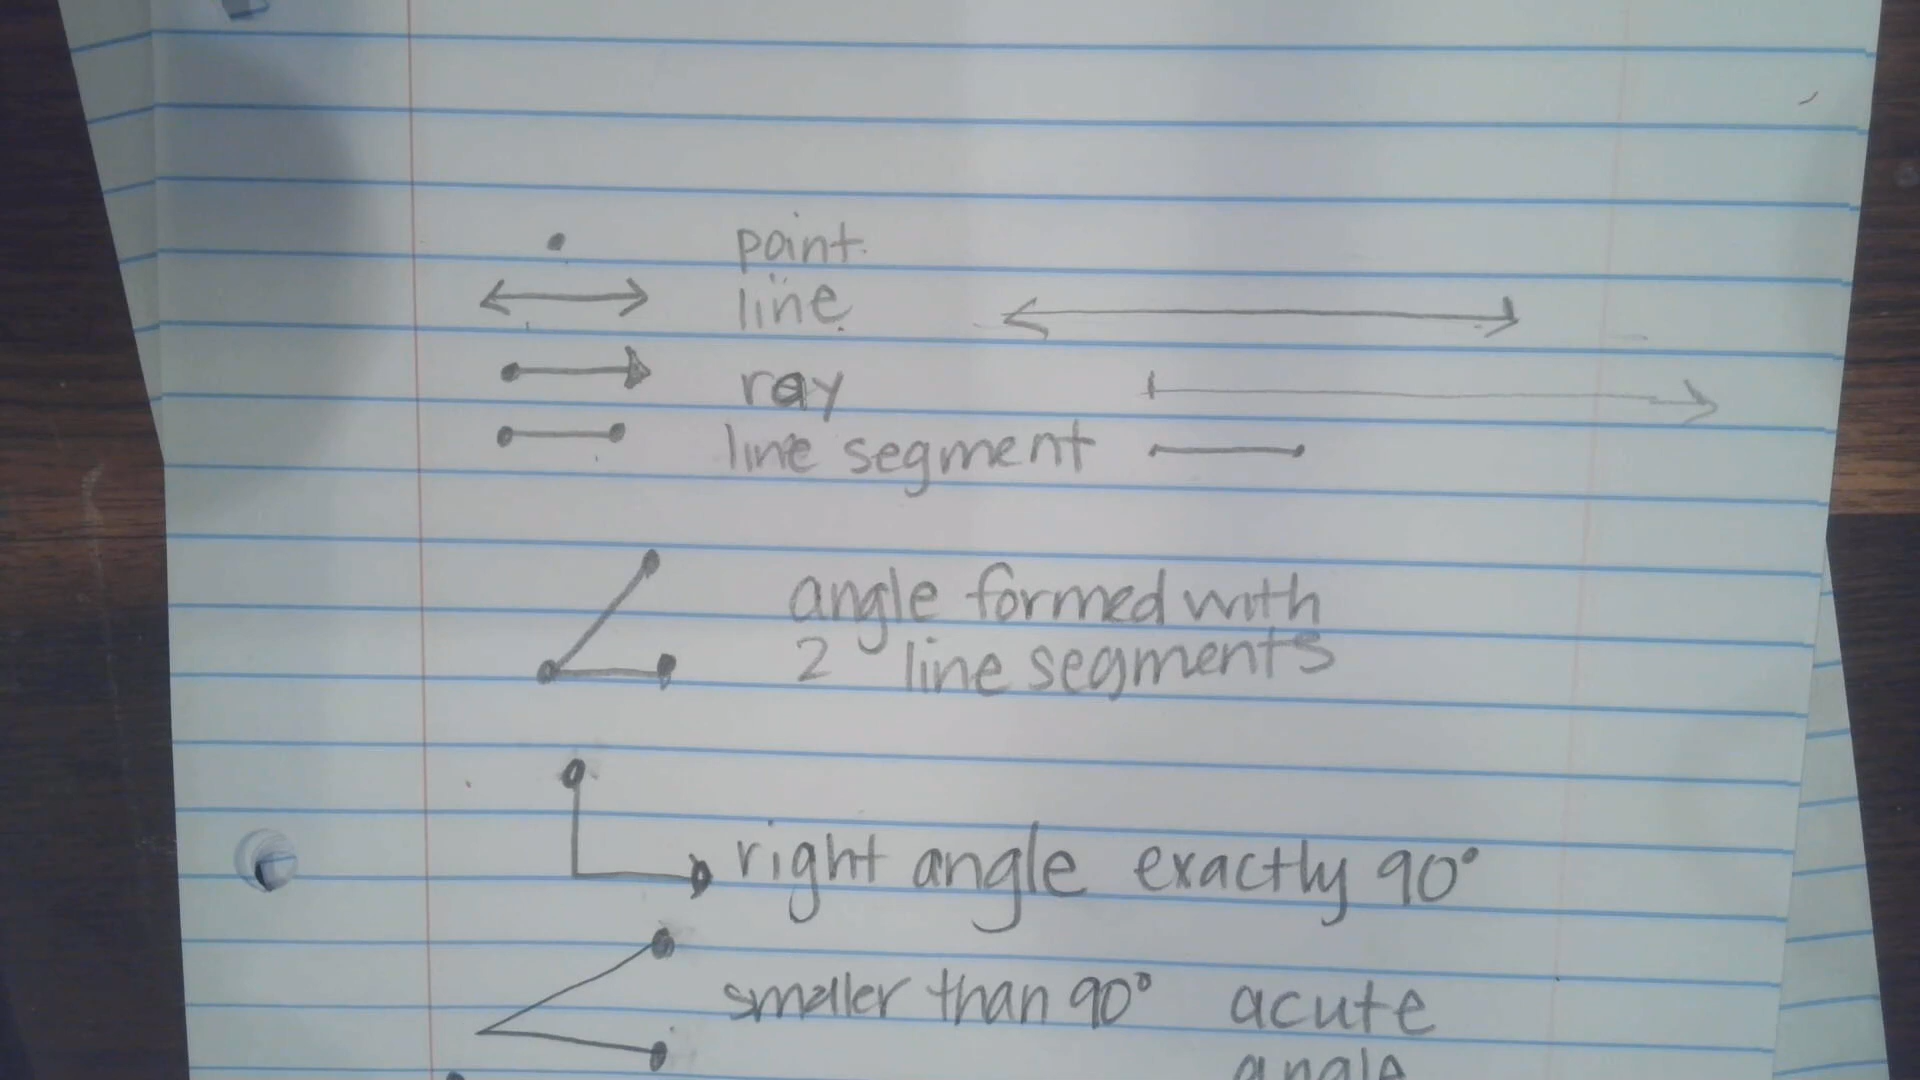 point.
line
ray
line segment
angle formed with
2 line segments
right angle exactly 90°
smaller than 90° acute
angle